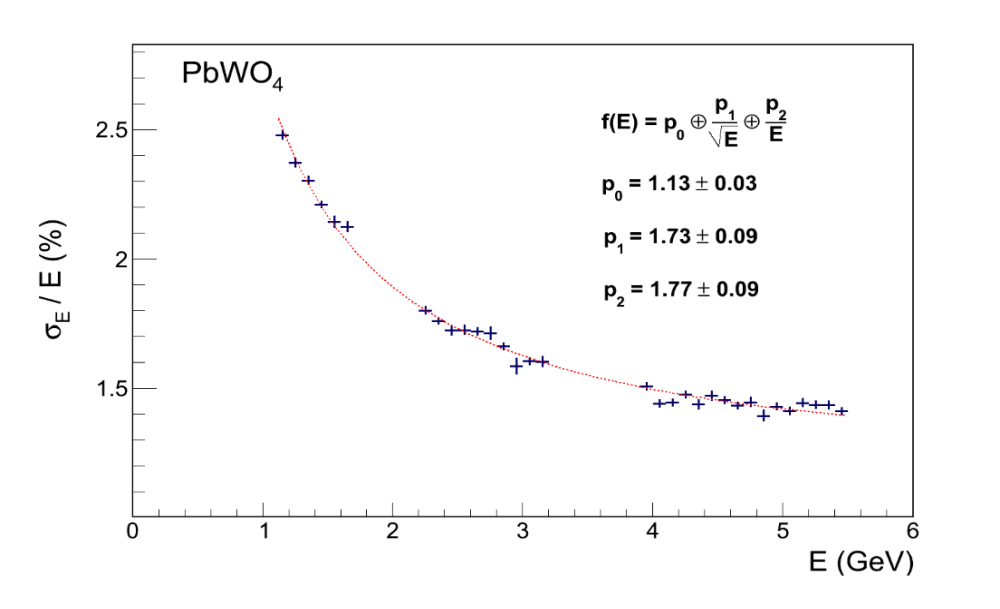 PbWO₄
f(E) = p₀ ⊕ p₁/√E ⊕ p₂/E
p₀ = 1.13 ± 0.03
p₁ = 1.73 ± 0.09
p₂ = 1.77 ± 0.09
σ_E / E (%)
2.5
2
1.5
0 1 2 3 4 5 6
E (GeV)